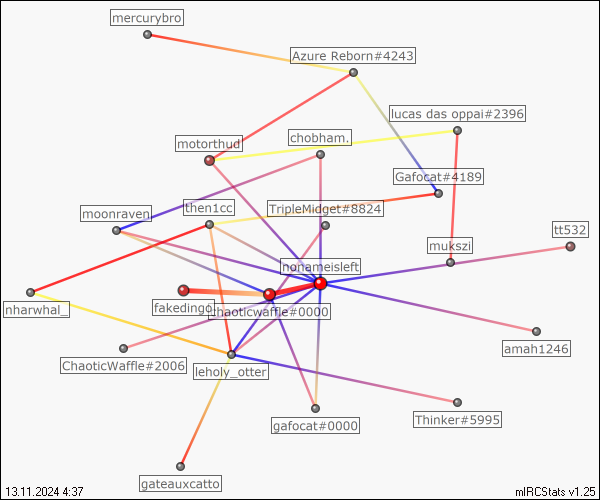 mercurybro
Azure Reborn#4243
lucas das oppai#2396
motorthud
chobham.
Gafocat#4189
moonraven
then1cc
TripleMidget#8824
tt532
mukszi
nonameisleft
nharwhal_
fakedingo
chaoticwaffle#0000
amah1246
ChaoticWaffle#2006
leholy_otter
gafocat#0000
Thinker#5995
gateauxcatto
13.11.2024 4:37
mIRCStats v1.25